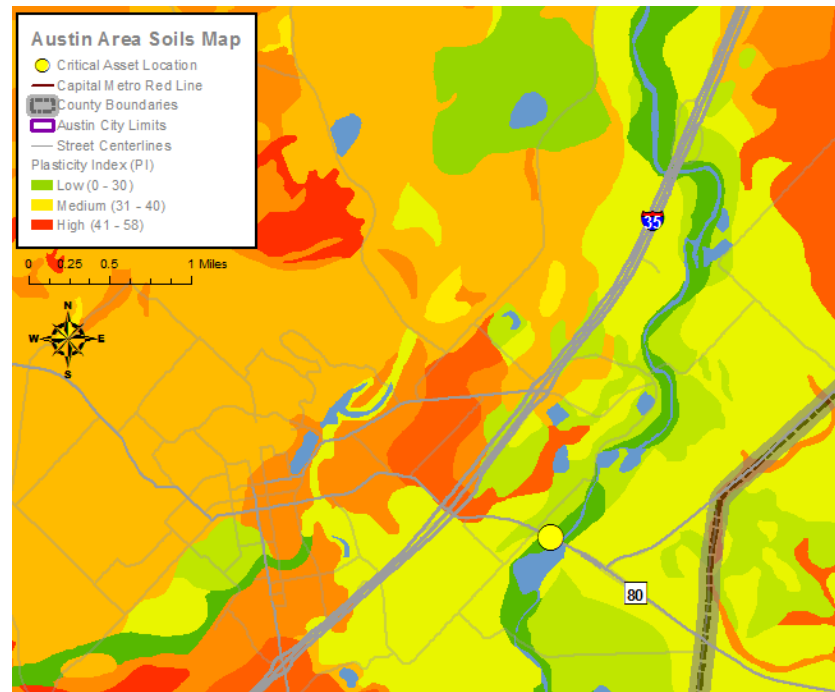 Austin Area Soils Map
Critical Asset Location
Capital Metro Red Line
County Boundaries
Austin City Limits
Street Centerlines
Plasticity Index (PI)
Low (0 - 30)
Medium (31 - 40)
High (41 - 58)
0 0.25 0.5 1 Miles
N
W E
S
35
80